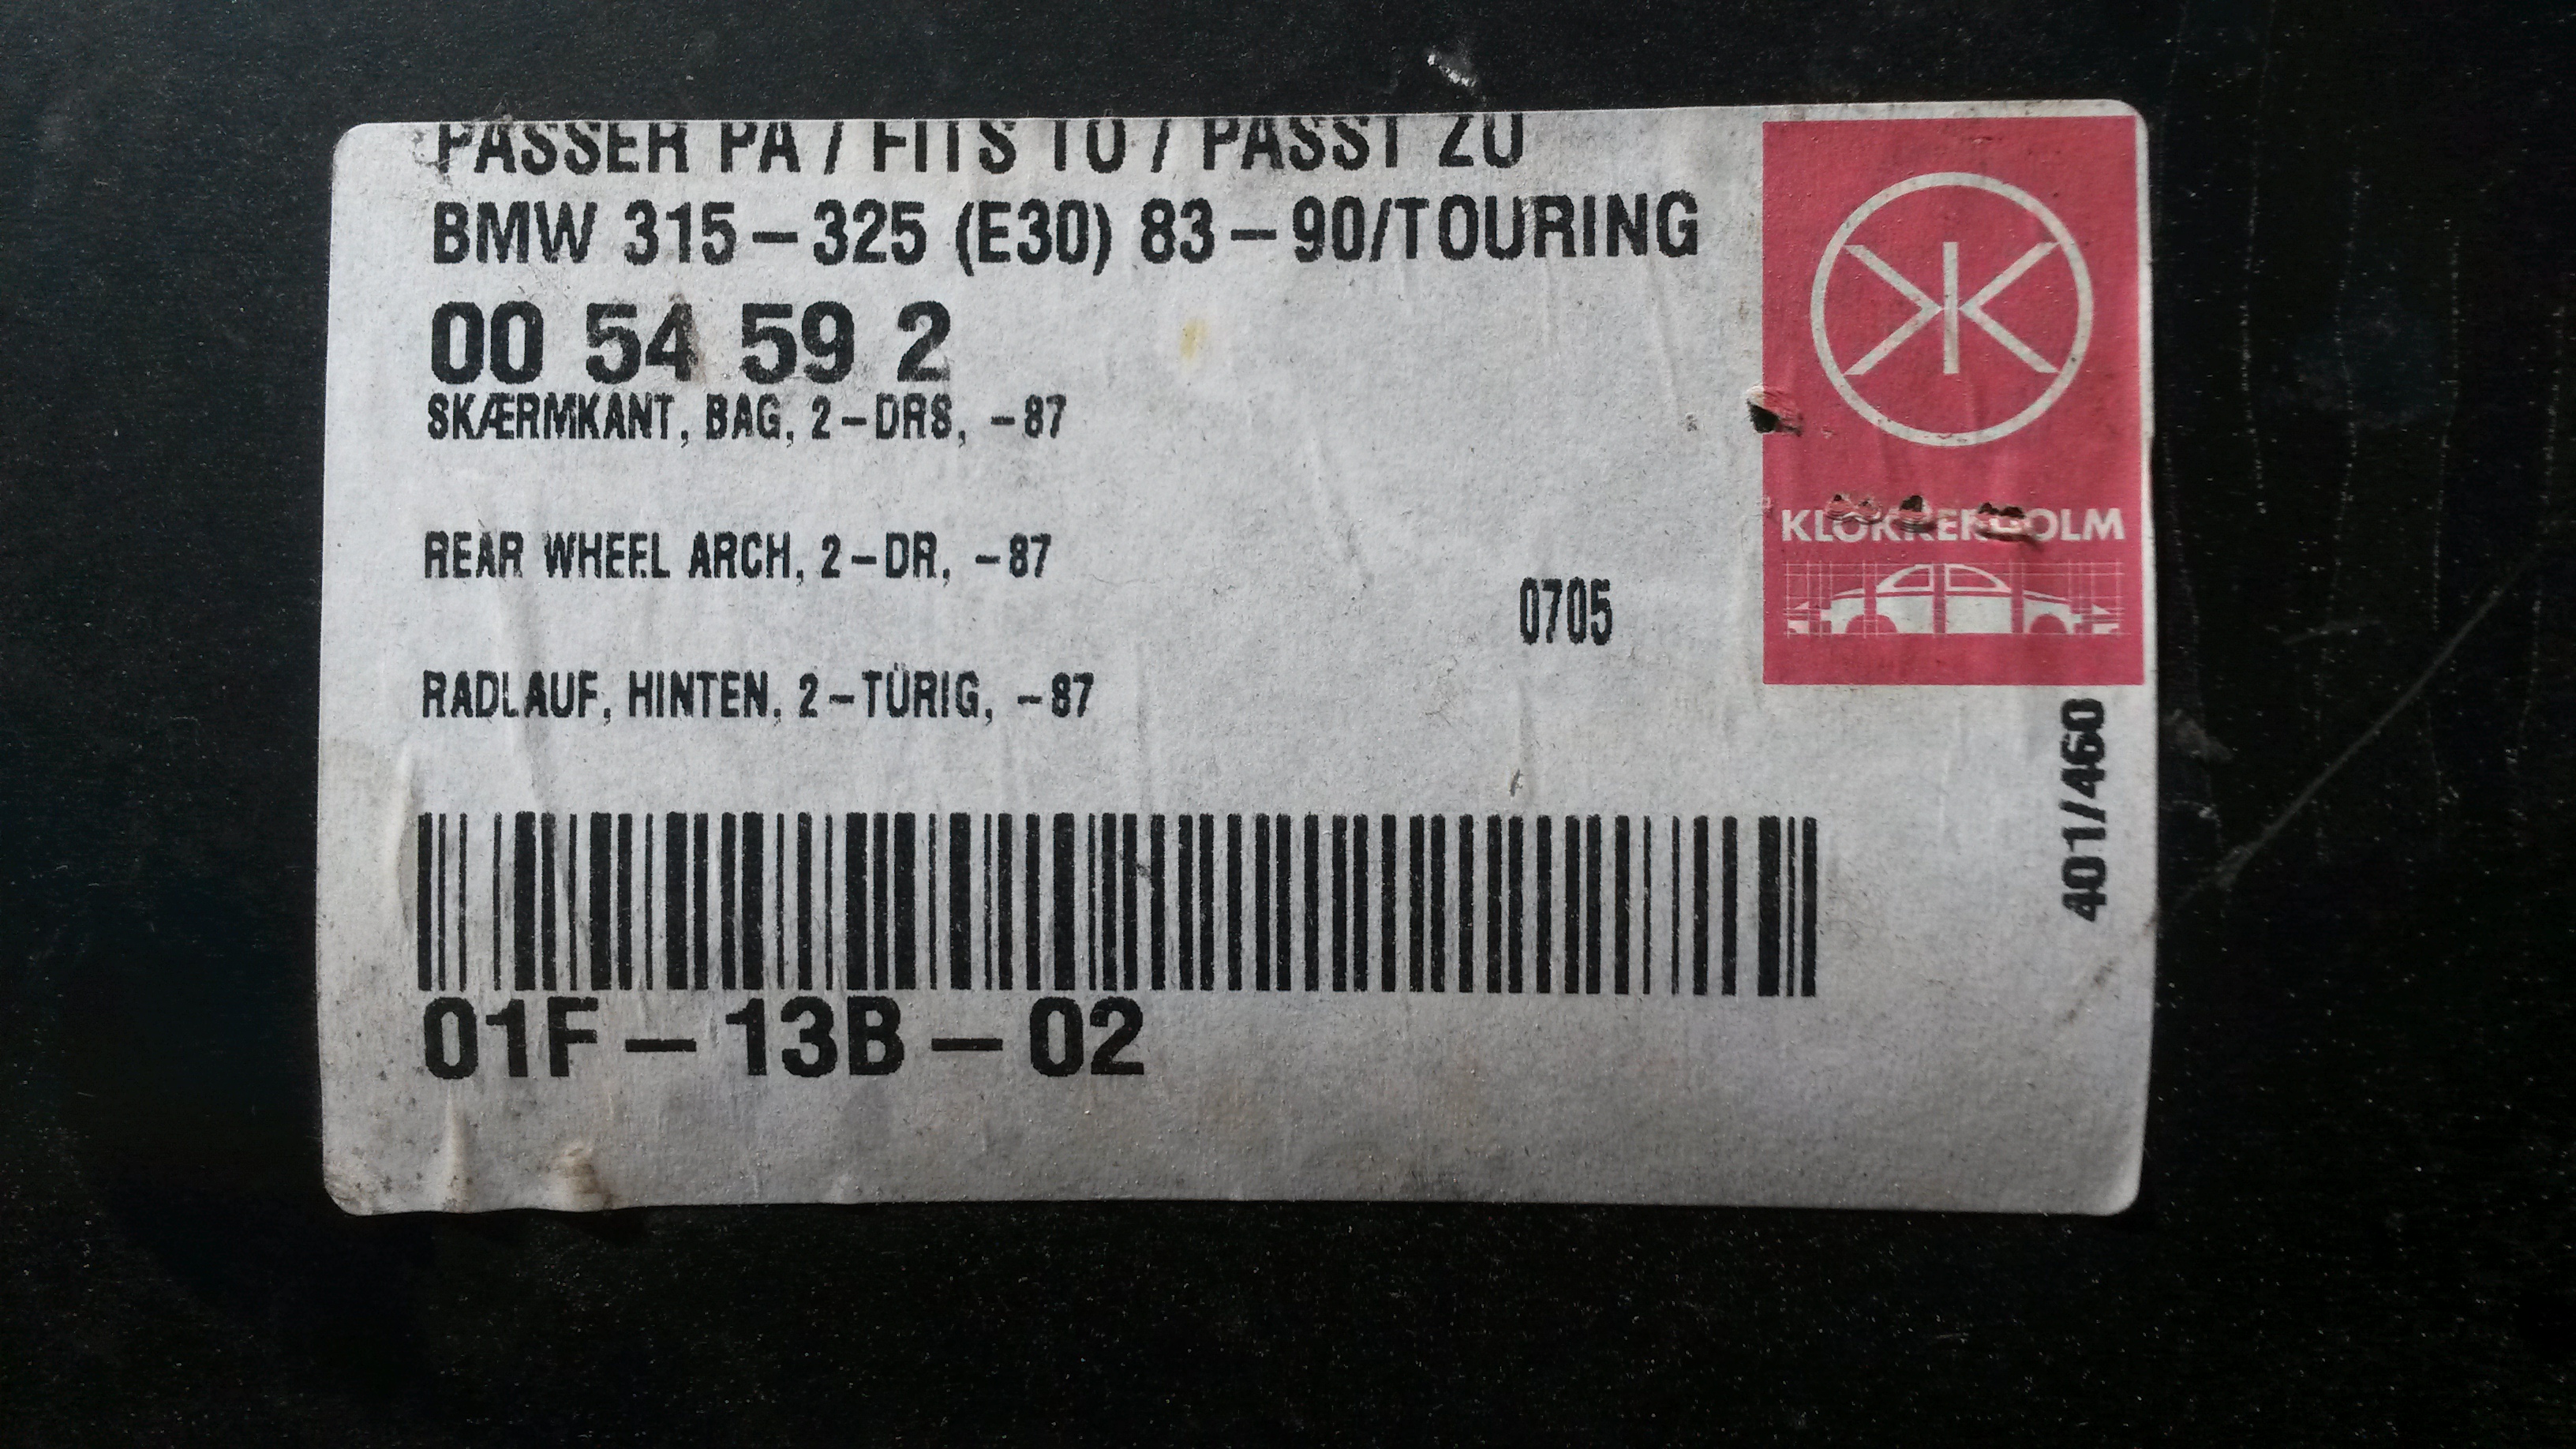 PASSER PA / FITS TO / PASST ZU
BMW 315-325 (E30) 83-90/TOURING
00 54 59 2
SKÆRMKANT, BAG, 2-DRS, -87
REAR WHEEL ARCH, 2-DR, -87
0705
RADLAUF, HINTEN, 2-TÜRIG, -87
01F-13B-02
KLOKKERHOLM
401/460